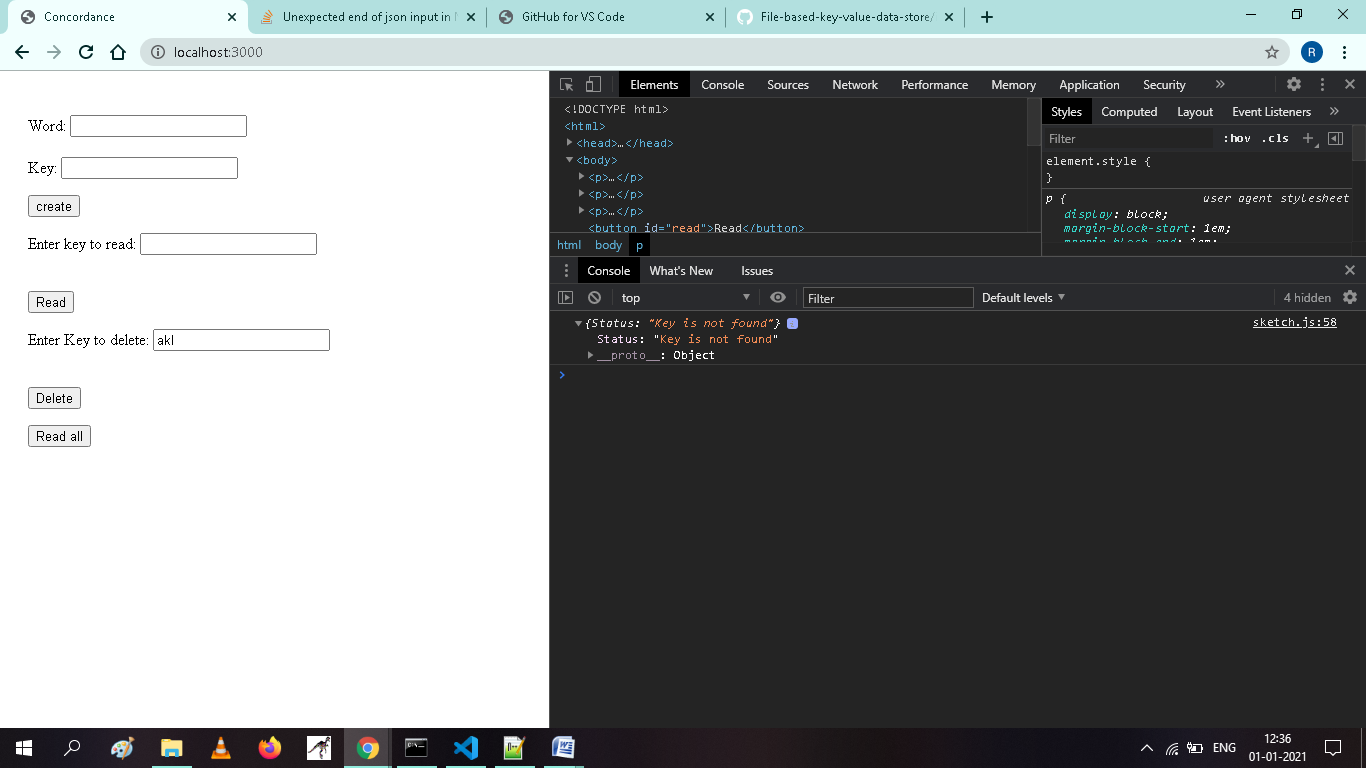 Concordance
Unexpected end of json input in
GitHub for VS Code
File-based-key-value-data-store/
localhost:3000
R
Word:
Key:
create
Enter key to read:
Read
Enter Key to delete: akl
Delete
Read all
Elements Console Sources Network Performance Memory Application Security »
<!DOCTYPE html>
<html>
<head>…</head>
<body>
<p>…</p>
<p>…</p>
<p>…</p>
<button id="read">Read</button>
html body p
Styles Computed Layout Event Listeners »
Filter :hov .cls +
element.style {
}
p { user agent stylesheet
display: block;
margin-block-start: 1em;
margin-block-end: 1em;
Console What's New Issues
top Filter Default levels 4 hidden
{Status: "Key is not found"} i sketch.js:58
Status: "Key is not found"
__proto__: Object
>
ENG
12:36
01-01-2021